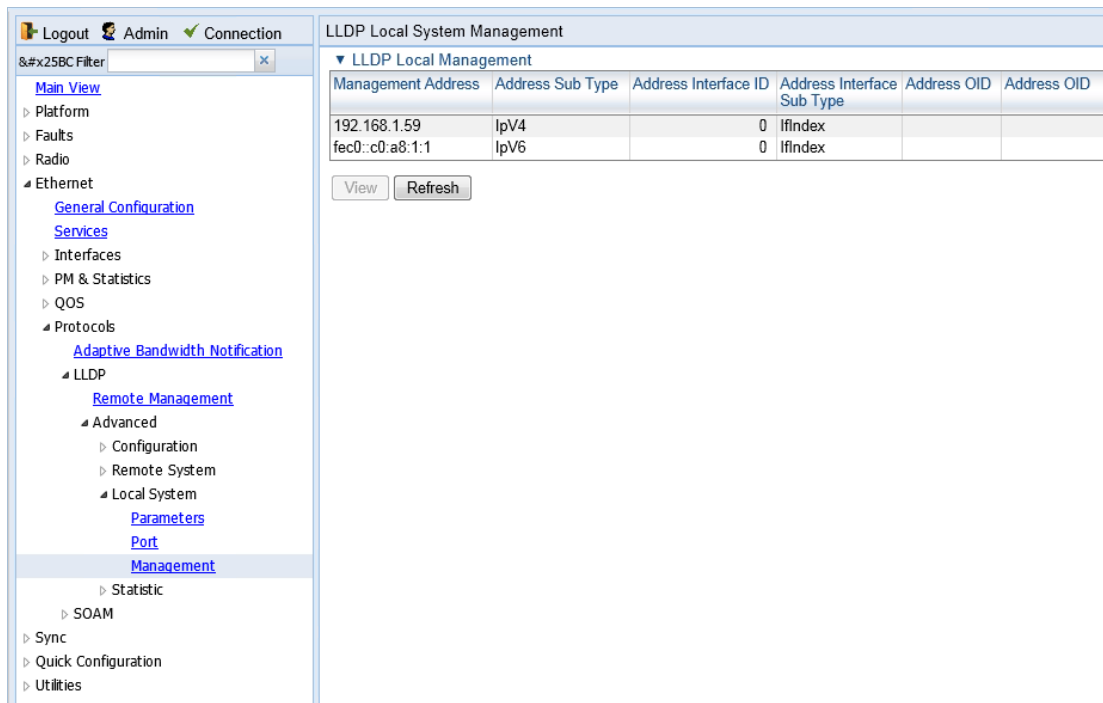 Logout Admin Connection
&#x25BC Filter
Main View
Platform
Faults
Radio
Ethernet
General Configuration
Services
Interfaces
PM & Statistics
QOS
Protocols
Adaptive Bandwidth Notification
LLDP
Remote Management
Advanced
Configuration
Remote System
Local System
Parameters
Port
Management
Statistic
SOAM
Sync
Quick Configuration
Utilities
LLDP Local System Management
▼ LLDP Local Management
Management Address Address Sub Type Address Interface ID Address Interface Sub Type Address OID Address OID
192.168.1.59 IpV4 0 IfIndex
fec0::c0:a8:1:1 IpV6 0 IfIndex
View Refresh